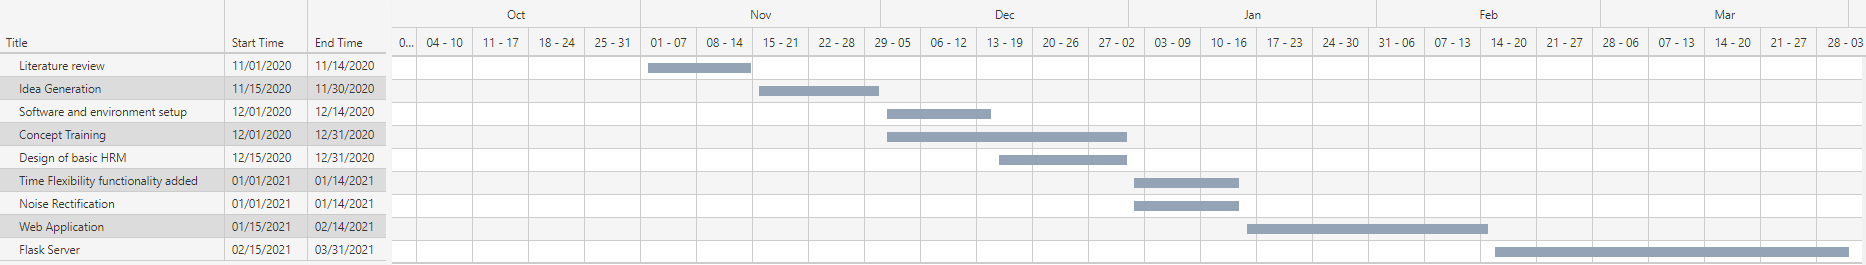 Oct Nov Dec Jan Feb Mar
Title Start Time End Time 0... 04 - 10 11 - 17 18 - 24 25 - 31 01 - 07 08 - 14 15 - 21 22 - 28 29 - 05 06 - 12 13 - 19 20 - 26 27 - 02 03 - 09 10 - 16 17 - 23 24 - 30 31 - 06 07 - 13 14 - 20 21 - 27 28 - 06 07 - 13 14 - 20 21 - 27 28 - 03
Literature review 11/01/2020 11/14/2020
Idea Generation 11/15/2020 11/30/2020
Software and environment setup 12/01/2020 12/14/2020
Concept Training 12/01/2020 12/31/2020
Design of basic HRM 12/15/2020 12/31/2020
Time Flexibility functionality added 01/01/2021 01/14/2021
Noise Rectification 01/01/2021 01/14/2021
Web Application 01/15/2021 02/14/2021
Flask Server 02/15/2021 03/31/2021